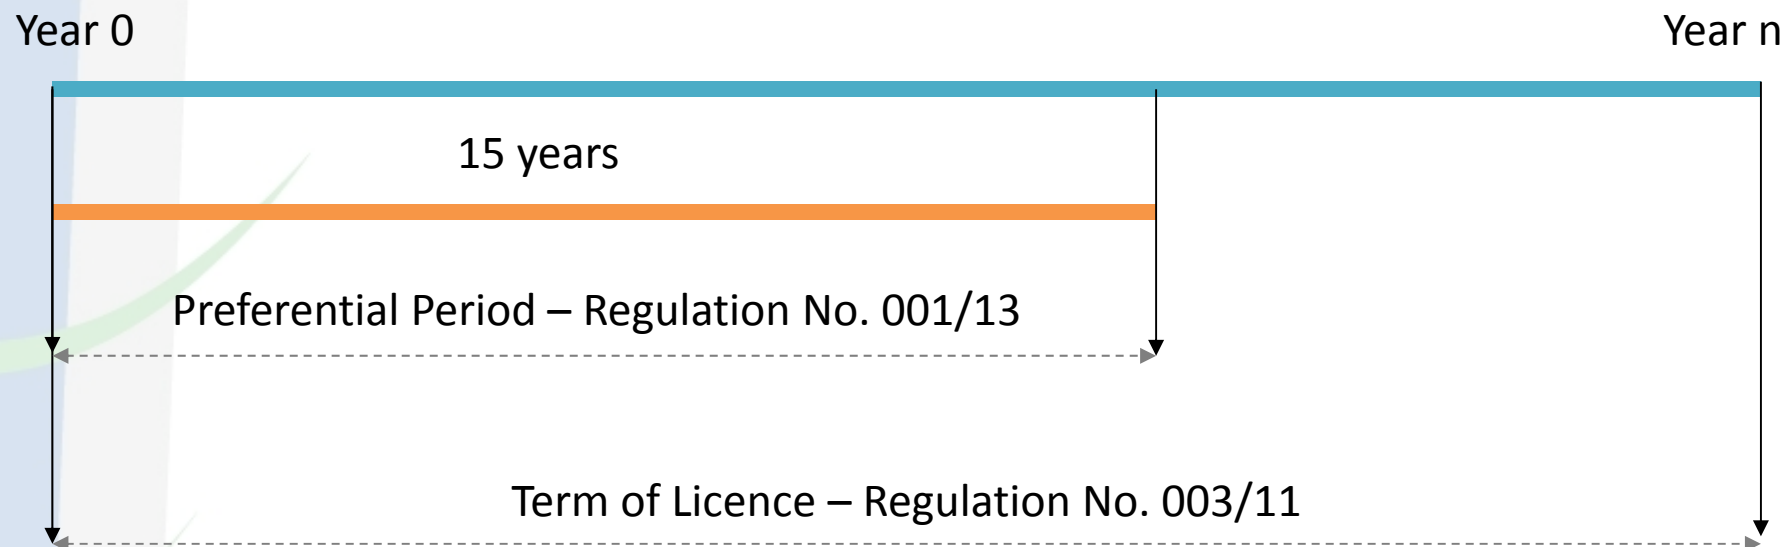 Year 0
Year n
15 years
Preferential Period – Regulation No. 001/13
Term of Licence – Regulation No. 003/11